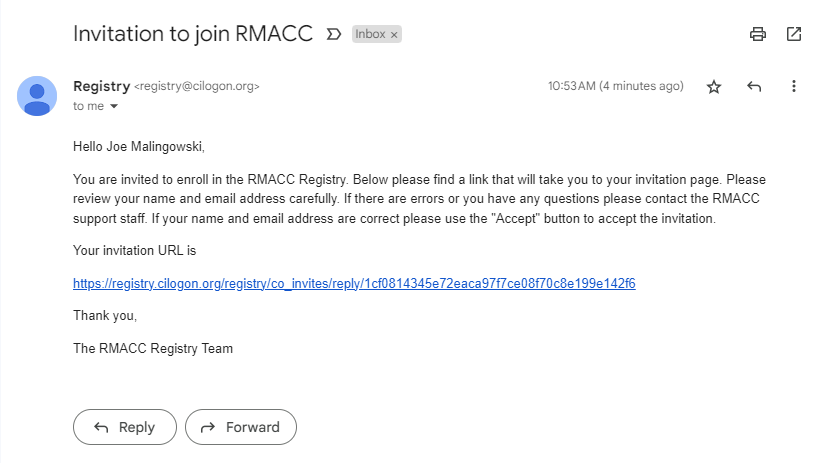 Invitation to join RMACC
Inbox ×
Registry <registry@cilogon.org>
10:53 AM (4 minutes ago)
to me
Hello Joe Malingowski,
You are invited to enroll in the RMACC Registry. Below please find a link that will take you to your invitation page. Please
review your name and email address carefully. If there are errors or you have any questions please contact the RMACC
support staff. If your name and email address are correct please use the "Accept" button to accept the invitation.
Your invitation URL is
https://registry.cilogon.org/registry/co_invites/reply/1cf0814345e72eaca97f7ce08f70c8e199e142f6
Thank you,
The RMACC Registry Team
Reply
Forward